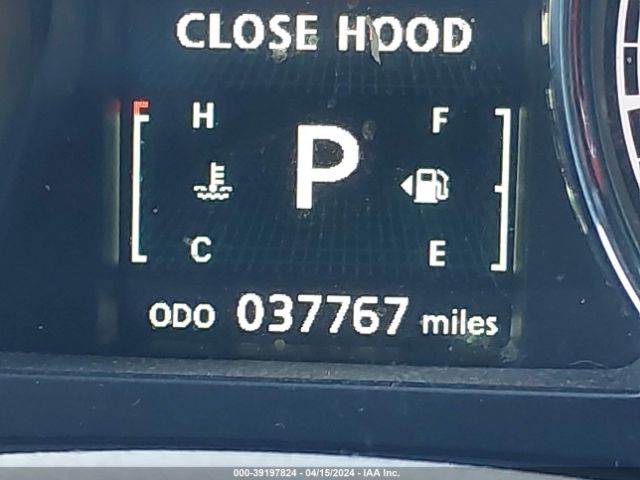 CLOSE HOOD
H
F
P
C
E
ODO 037767 miles
000-39197824 - 04/15/2024 - IAA Inc.